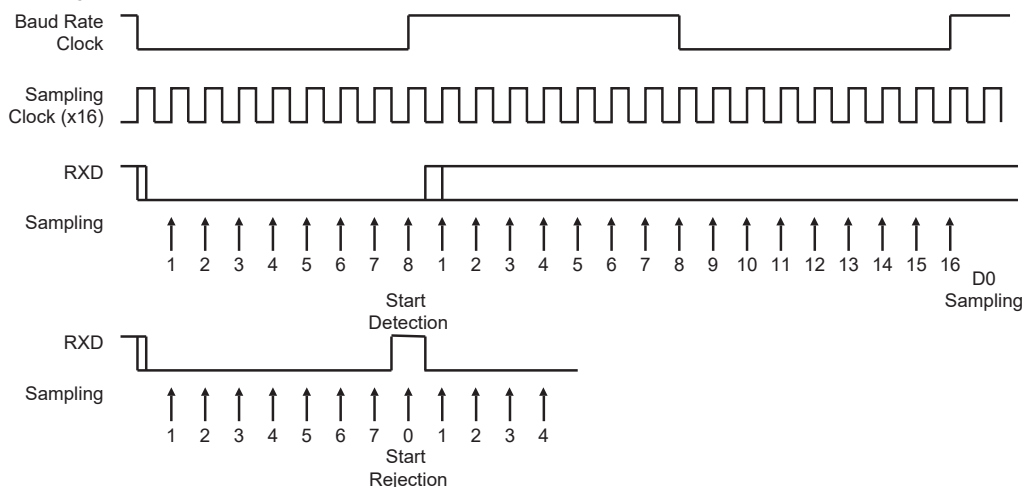 Baud Rate
Clock
Sampling
Clock (x16)
RXD
Sampling
1 2 3 4 5 6 7 8 1 2 3 4 5 6 7 8 9 10 11 12 13 14 15 16
D0
Sampling
Start
Detection
RXD
Sampling
1 2 3 4 5 6 7 0 1 2 3 4
Start
Rejection